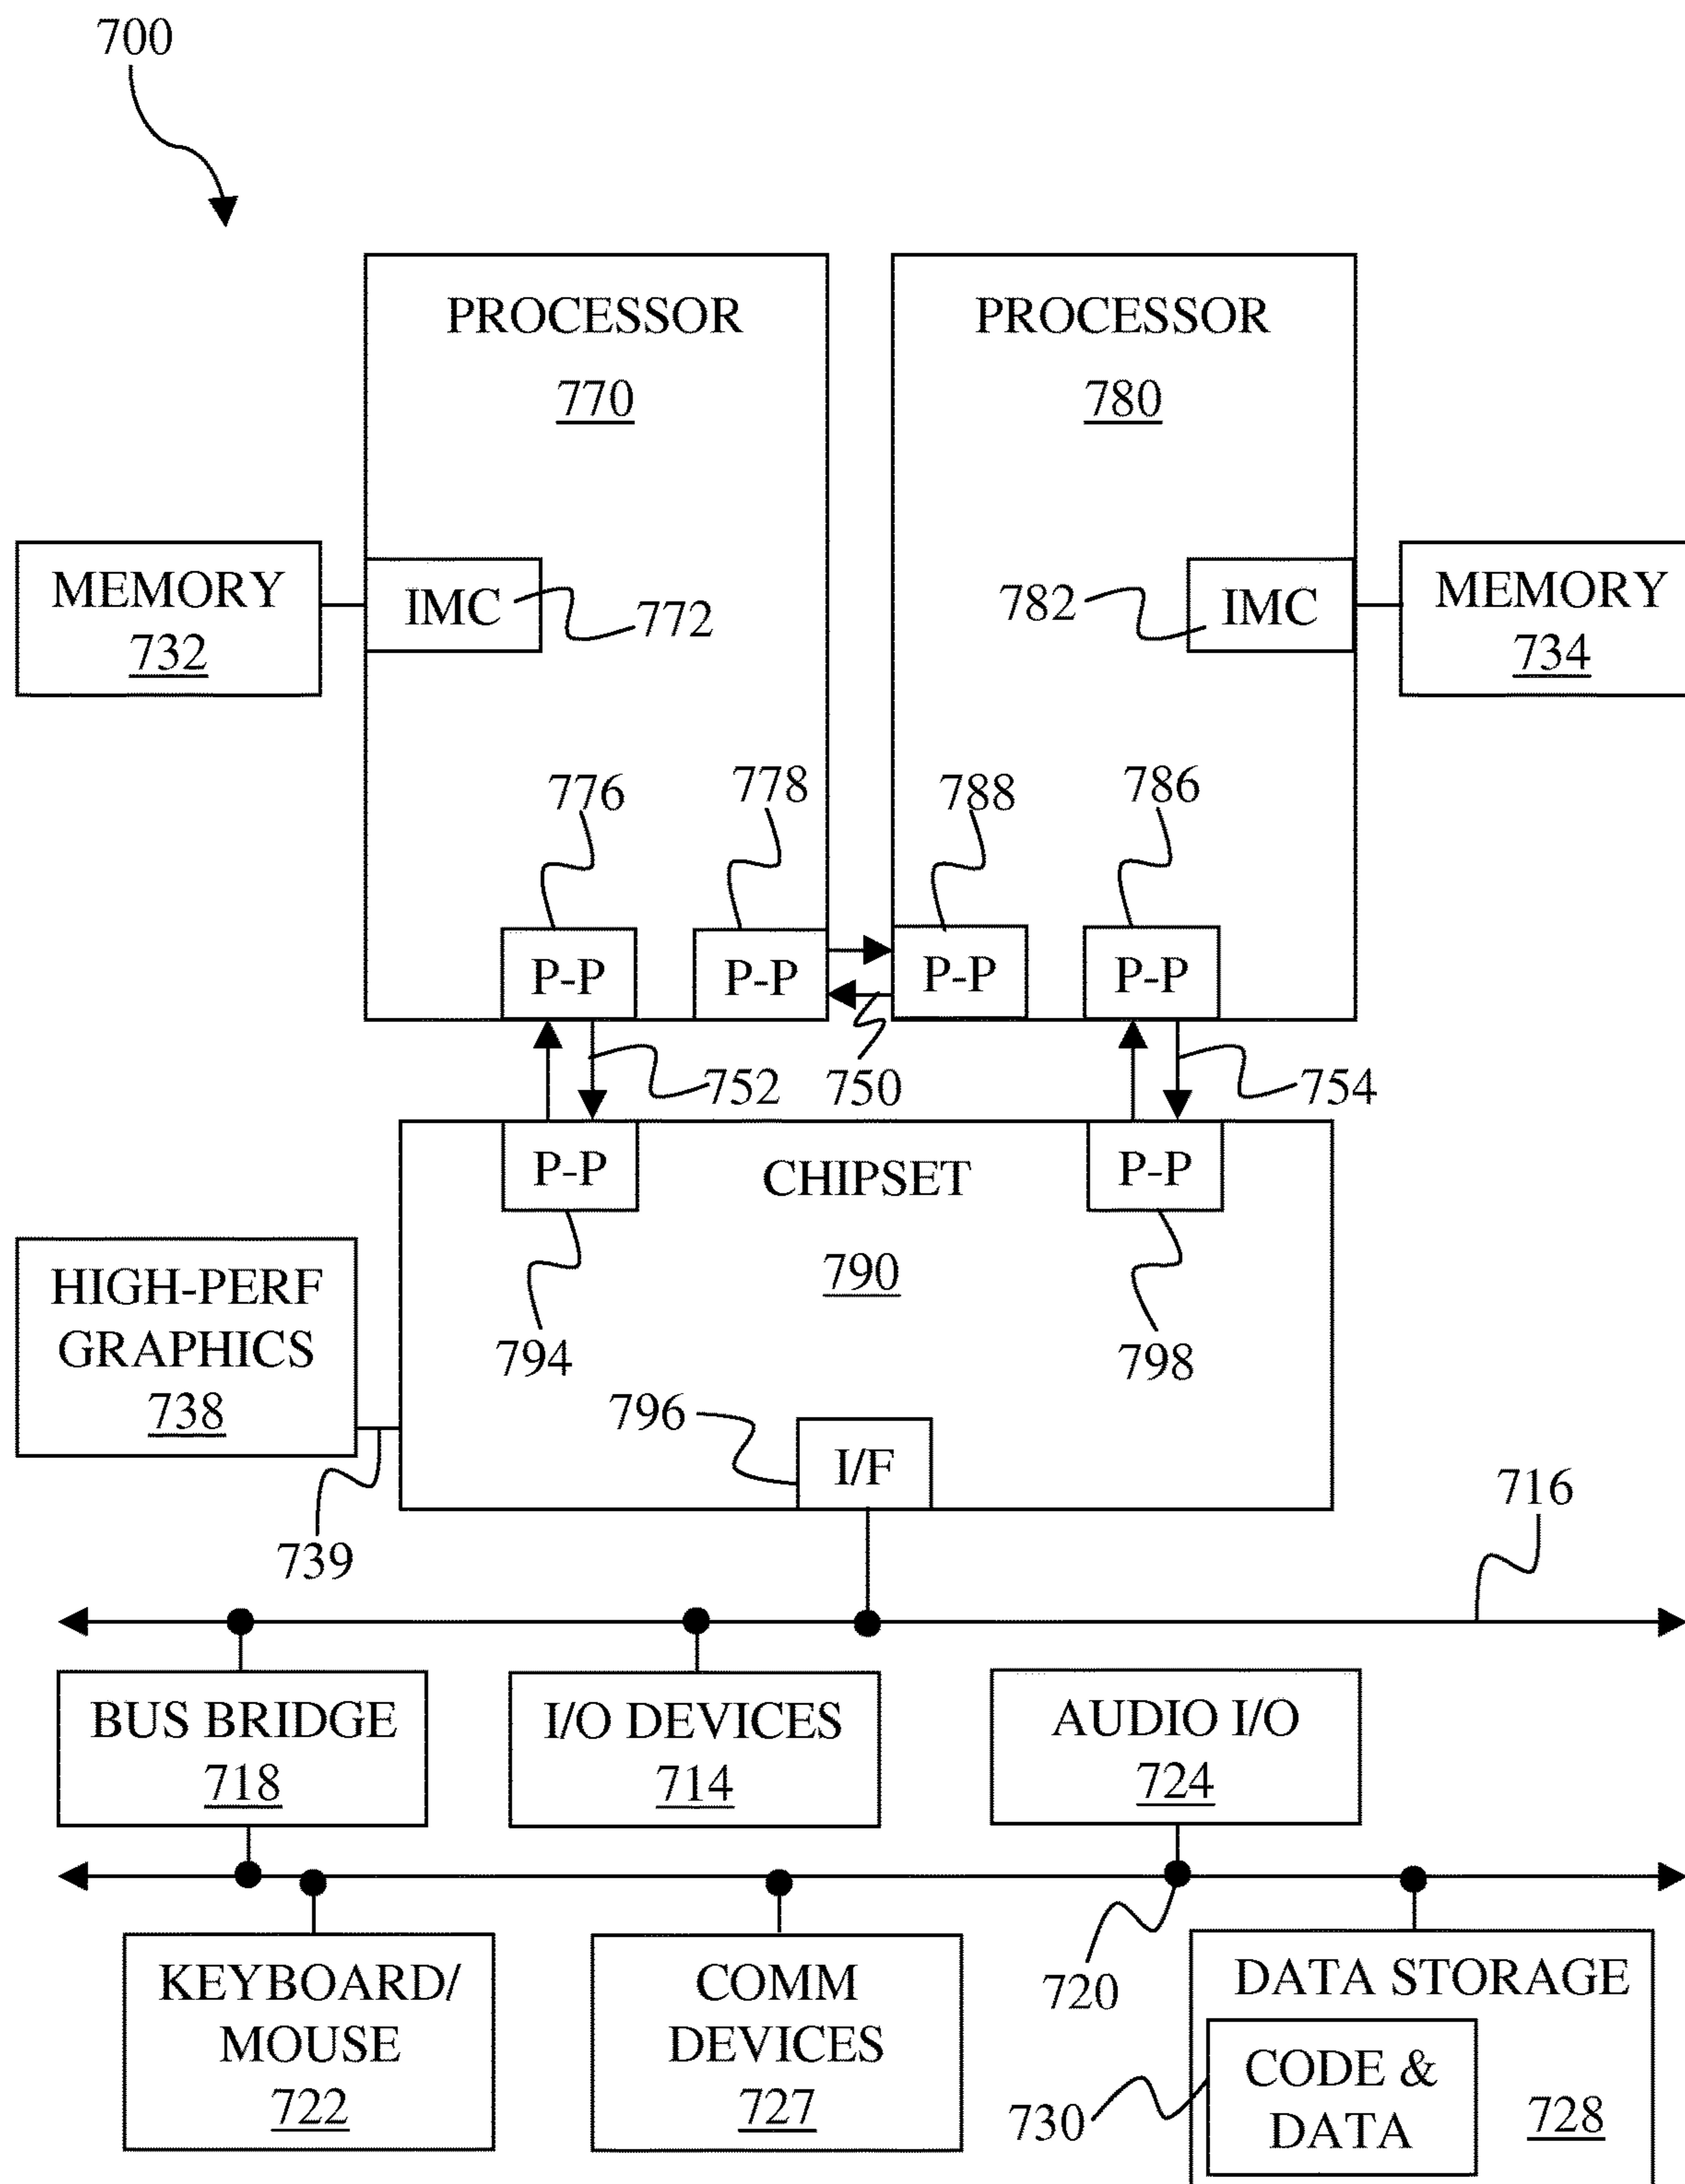 700
PROCESSOR
770
PROCESSOR
780
MEMORY
732
IMC
772
782
IMC
MEMORY
734
776
778
788
786
P-P
P-P
P-P
P-P
752
750
754
P-P
CHIPSET
P-P
790
HIGH-PERF
GRAPHICS
738
794
798
796
I/F
739
716
BUS BRIDGE
718
I/O DEVICES
714
AUDIO I/O
724
720
KEYBOARD/
MOUSE
722
COMM
DEVICES
727
DATA STORAGE
CODE &
DATA
730
728